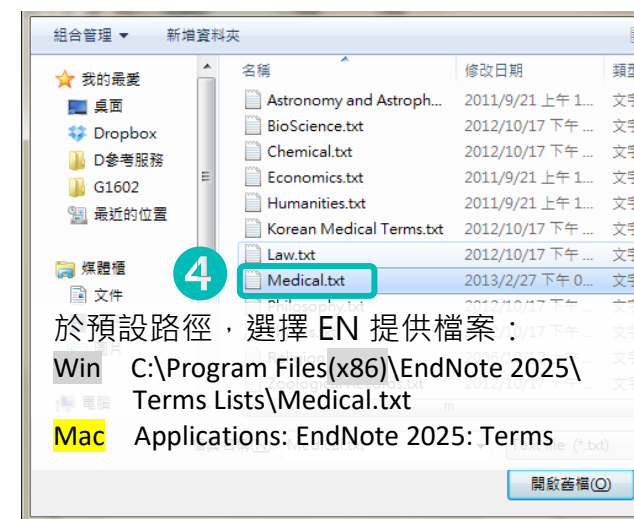 組合管理 ▼ 新增資料夾
名稱 修改日期 類型
我的最愛
桌面
Dropbox
D參考服務
G1602
最近的位置
媒體櫃
文件
Astronomy and Astroph... 2011/9/21 上午 1... 文字
BioScience.txt 2012/10/17 下午 ... 文字
Chemical.txt 2012/10/17 下午 ... 文字
Economics.txt 2011/9/21 上午 1... 文字
Humanities.txt 2011/9/21 上午 1... 文字
Korean Medical Terms.txt 2012/10/17 下午 ... 文字
Law.txt 2012/10/17 下午 ... 文字
4 Medical.txt 2013/2/27 下午 0... 文字
Philosophy.txt 2012/10/17 下午 ...
於預設路徑，選擇 EN 提供檔案：
Win C:\Program Files(x86)\EndNote 2025\
Terms Lists\Medical.txt
Mac Applications: EndNote 2025: Terms
開啟舊檔(O)